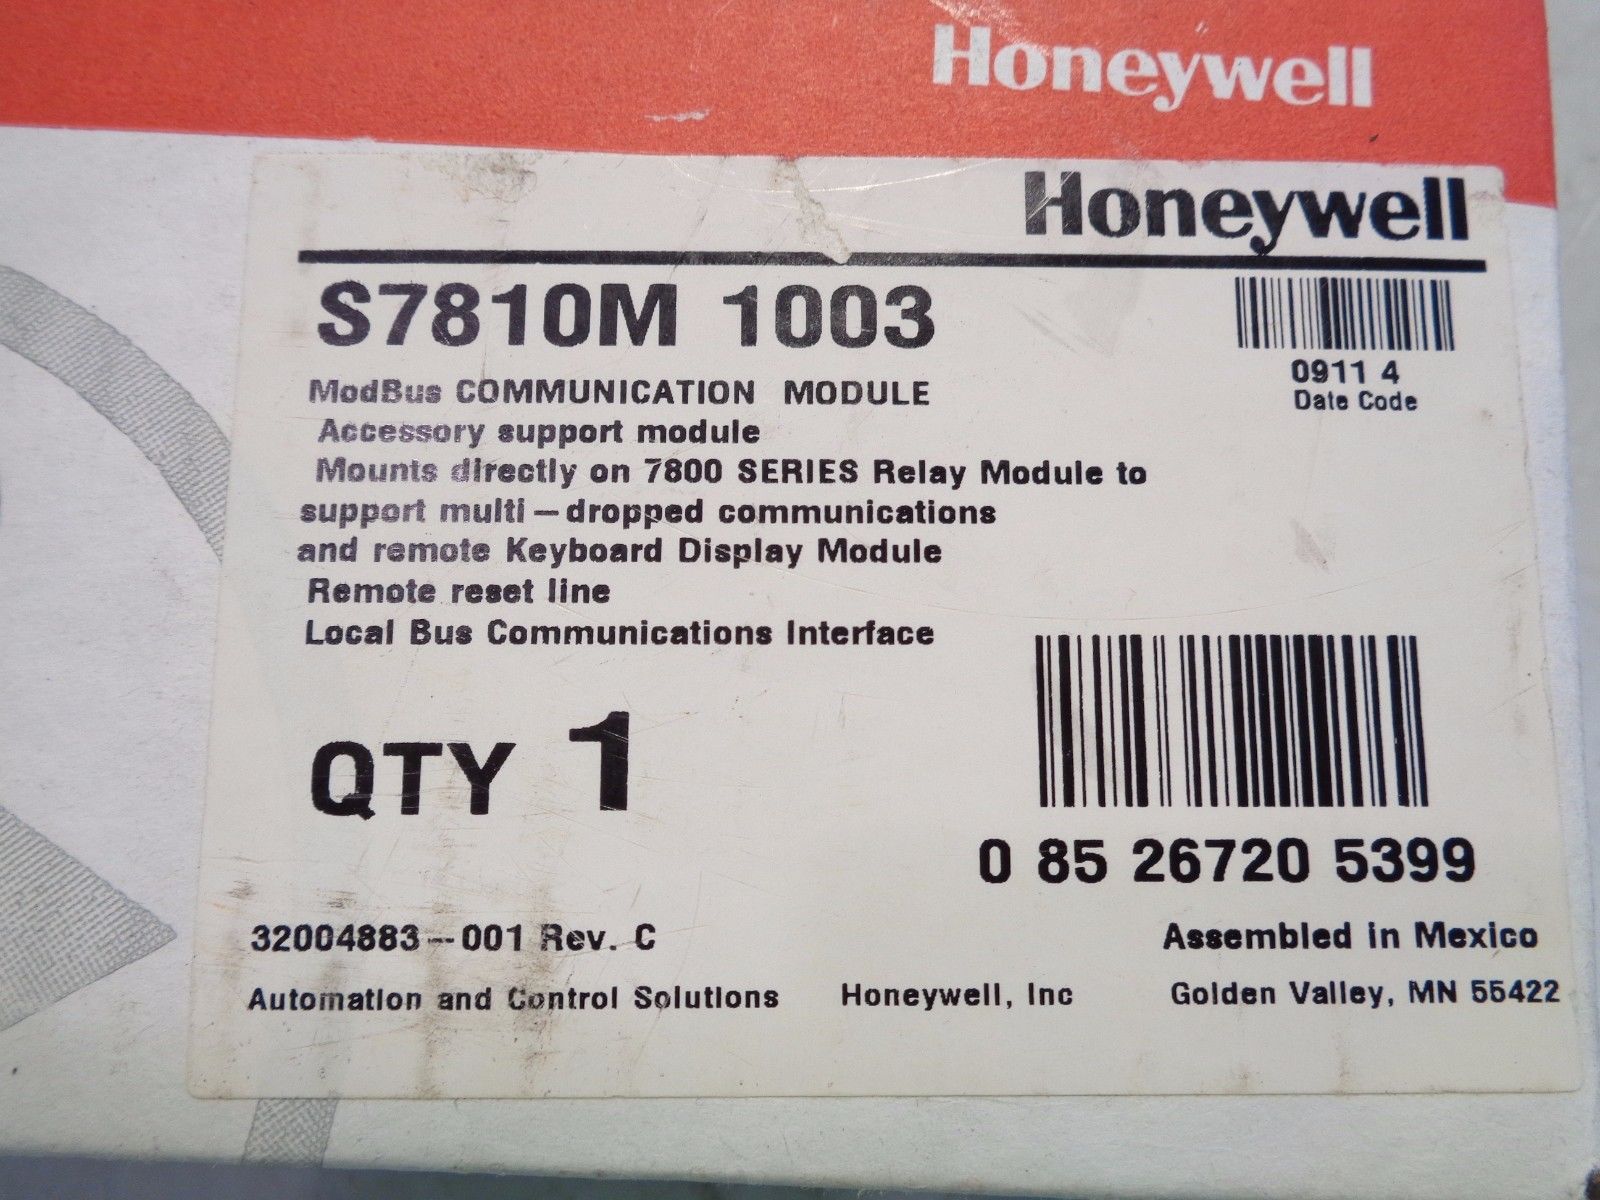 Honeywell
Honeywell
S7810M 1003
ModBus COMMUNICATION MODULE
0911 4
Date Code
Accessory support module
Mounts directly on 7800 SERIES Relay Module to
support multi-dropped communications
and remote Keyboard Display Module
Remote reset line
Local Bus Communications Interface
QTY 1
0 85 26720 5399
32004883-001 Rev. C
Assembled in Mexico
Automation and Control Solutions Honeywell, Inc Golden Valley, MN 55422